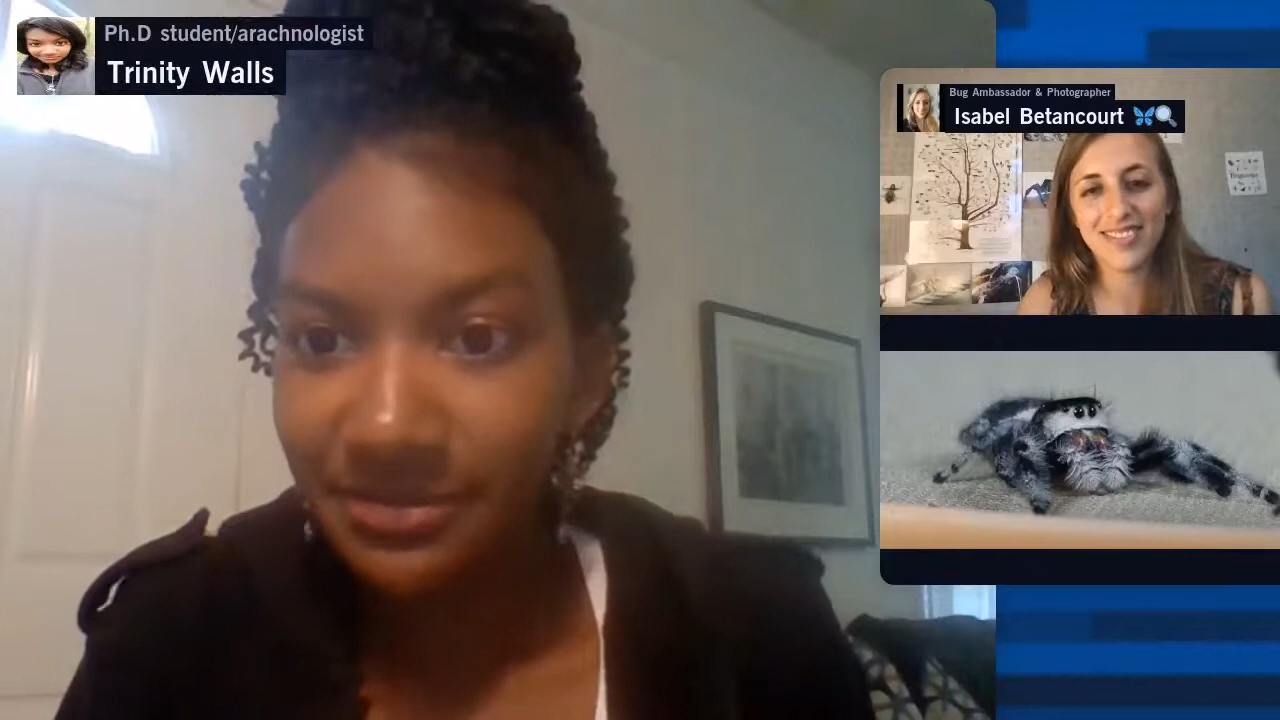 Ph.D student/arachnologist
Trinity Walls
Bug Ambassador & Photographer
Isabel Betancourt 🦋🔍